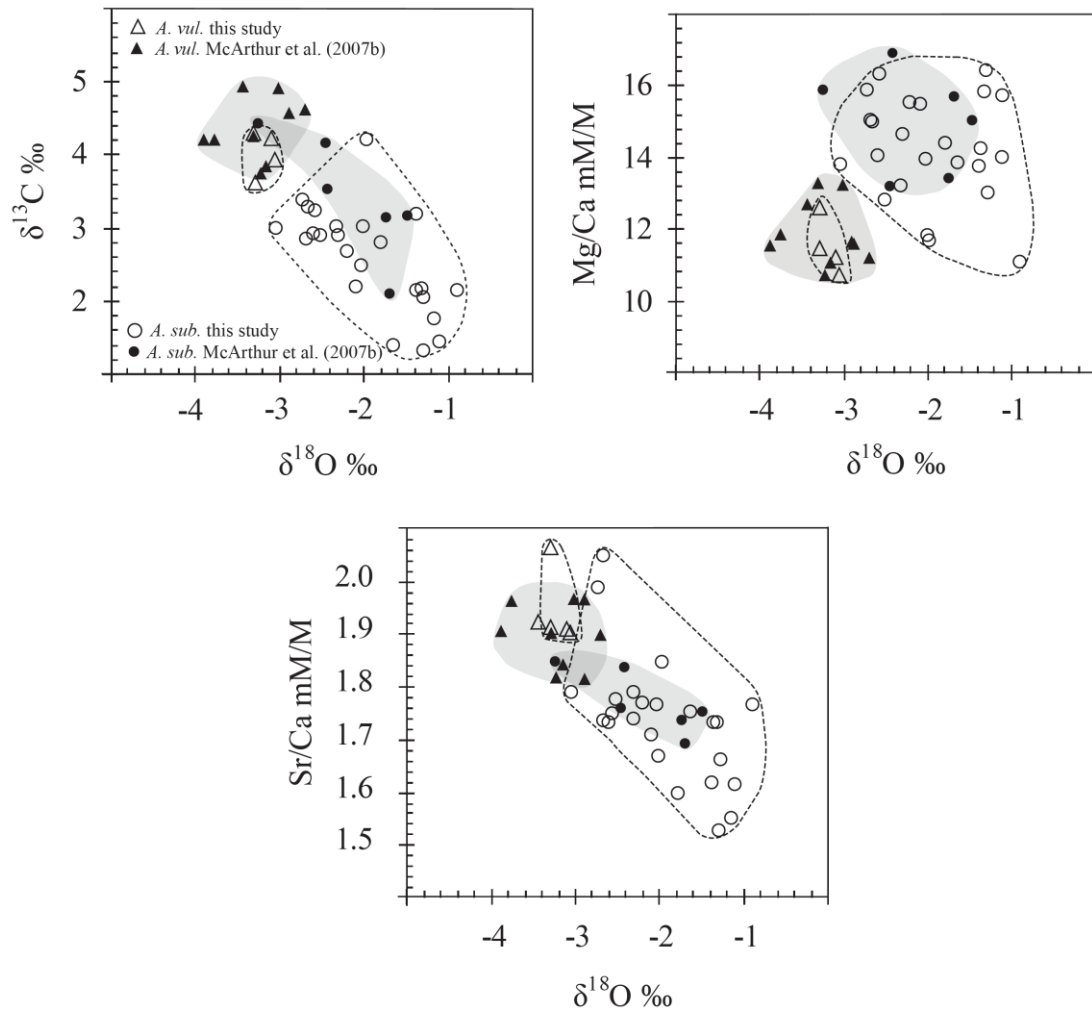 △ A. vul. this study
▲ A. vul. McArthur et al. (2007b)
5
4
3
2
δ¹³C ‰
○ A. sub. this study
● A. sub. McArthur et al. (2007b)
-4 -3 -2 -1
δ¹⁸O ‰
16
14
12
10
Mg/Ca mM/M
-4 -3 -2 -1
δ¹⁸O ‰
2.0
1.9
1.8
1.7
1.6
1.5
Sr/Ca mM/M
-4 -3 -2 -1
δ¹⁸O ‰